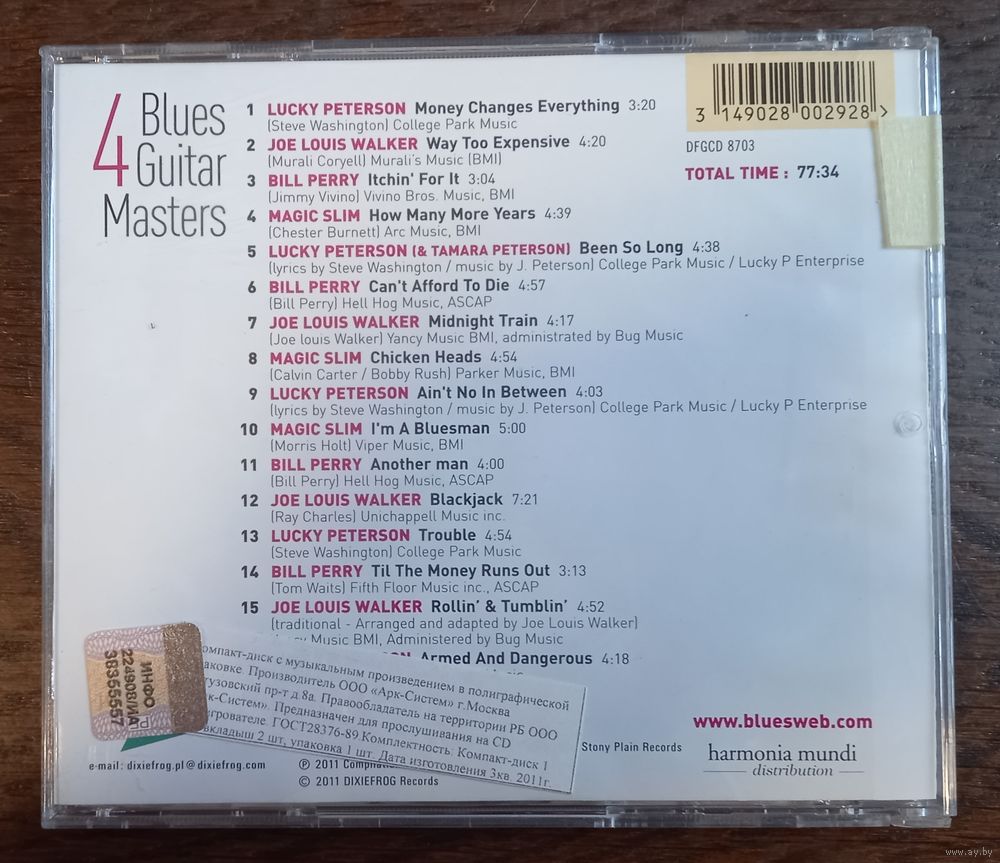 4 Blues
Guitar
Masters
1 LUCKY PETERSON Money Changes Everything 3:20
(Steve Washington) College Park Music
2 JOE LOUIS WALKER Way Too Expensive 4:20
(Murali Coryell) Murali's Music (BMI)
3 BILL PERRY Itchin' For It 3:04
(Jimmy Vivino) Vivino Bros. Music, BMI
4 MAGIC SLIM How Many More Years 4:39
(Chester Burnett) Arc Music, BMI
5 LUCKY PETERSON (& TAMARA PETERSON) Been So Long 4:38
(lyrics by Steve Washington / music by J. Peterson) College Park Music / Lucky P Enterprise
6 BILL PERRY Can't Afford To Die 4:57
(Bill Perry) Hell Hog Music, ASCAP
7 JOE LOUIS WALKER Midnight Train 4:17
(Joe louis Walker) Yancy Music BMI, administrated by Bug Music
8 MAGIC SLIM Chicken Heads 4:54
(Calvin Carter / Bobby Rush) Parker Music, BMI
9 LUCKY PETERSON Ain't No In Between 4:03
(lyrics by Steve Washington / music by J. Peterson) College Park Music / Lucky P Enterprise
10 MAGIC SLIM I'm A Bluesman 5:00
(Morris Holt) Viper Music, BMI
11 BILL PERRY Another man 4:00
(Bill Perry) Hell Hog Music, ASCAP
12 JOE LOUIS WALKER Blackjack 7:21
(Ray Charles) Unichappell Music inc.
13 LUCKY PETERSON Trouble 4:54
(Steve Washington) College Park Music
14 BILL PERRY Til The Money Runs Out 3:13
(Tom Waits) Fifth Floor Music inc., ASCAP
15 JOE LOUIS WALKER Rollin' & Tumblin' 4:52
(traditional - Arranged and adapted by Joe Louis Walker)
Music BMI, Administered by Bug Music
Armed And Dangerous 4:18
3 149028 002928 >
DFGCD 8703
TOTAL TIME : 77:34
ИНФО
224908/ИА
38355557
омпакт-диск с музыкальным произведением в полиграфической
аковке. Производитель ООО «Арк-Систем» г.Москва
тузовский пр-т д.8а. Правообладатель на территории РБ ООО
к-Систем». Предназначен для прослушивания на CD
игрователе. ГОСТ28376-89 Комплектность: Компакт-диск 1
вкладыш 2 шт, упаковка 1 шт. Дата изготовления 3кв. 2011г.
e-mail: dixiefrog.pl@dixiefrog.com
℗ 2011
© 2011 DIXIEFROG Records
Stony Plain Records
www.bluesweb.com
harmonia mundi
distribution
www.ay.by